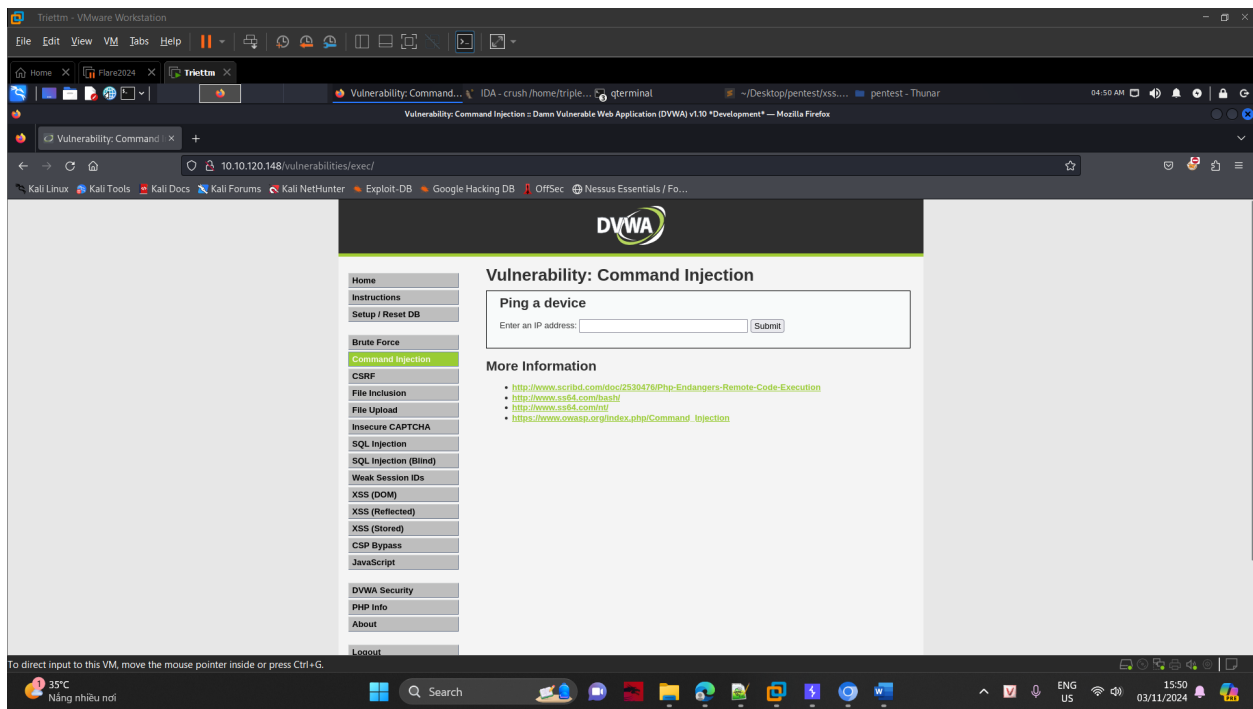 Triettm - VMware Workstation
File Edit View VM Tabs Help
Home Flare2024 Triettm
Vulnerability: Command... IDA - crush /home/triple... qterminal ~/Desktop/pentest/xss.... pentest - Thunar 04:50 AM
Vulnerability: Command Injection :: Damn Vulnerable Web Application (DVWA) v1.10 *Development* — Mozilla Firefox
Vulnerability: Command I
10.10.120.148/vulnerabilities/exec/
Kali Linux Kali Tools Kali Docs Kali Forums Kali NetHunter Exploit-DB Google Hacking DB OffSec Nessus Essentials / Fo...
DVWA
Home
Instructions
Setup / Reset DB
Brute Force
Command Injection
CSRF
File Inclusion
File Upload
Insecure CAPTCHA
SQL Injection
SQL Injection (Blind)
Weak Session IDs
XSS (DOM)
XSS (Reflected)
XSS (Stored)
CSP Bypass
JavaScript
DVWA Security
PHP Info
About
Logout
Vulnerability: Command Injection
Ping a device
Enter an IP address: Submit
More Information
http://www.scribd.com/doc/2530476/Php-Endangers-Remote-Code-Execution
http://www.ss64.com/bash/
http://www.ss64.com/nt/
https://www.owasp.org/index.php/Command_Injection
To direct input to this VM, move the mouse pointer inside or press Ctrl+G.
1 35°C
Nắng nhiều nơi
Search
ENG
US
15:50
03/11/2024